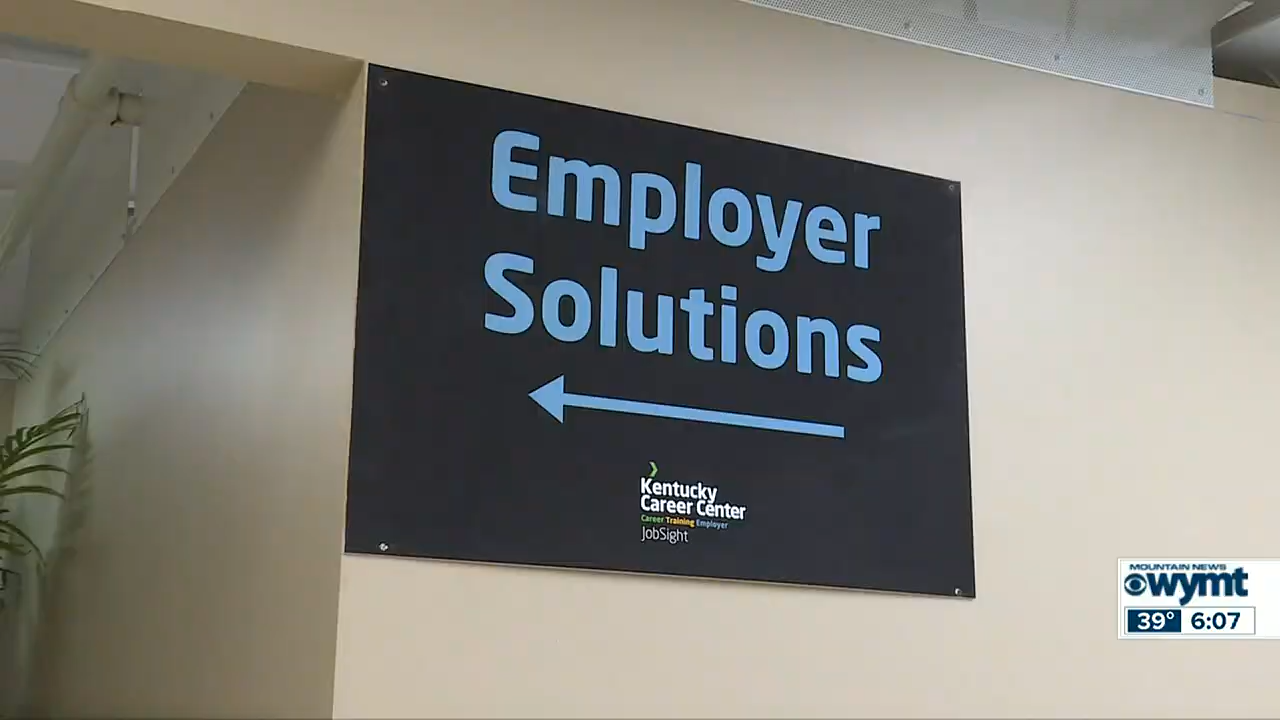 Employer
Solutions
Kentucky
Career Center
Career Training Employer
JobSight
MOUNTAIN NEWS
wymt
39° 6:07